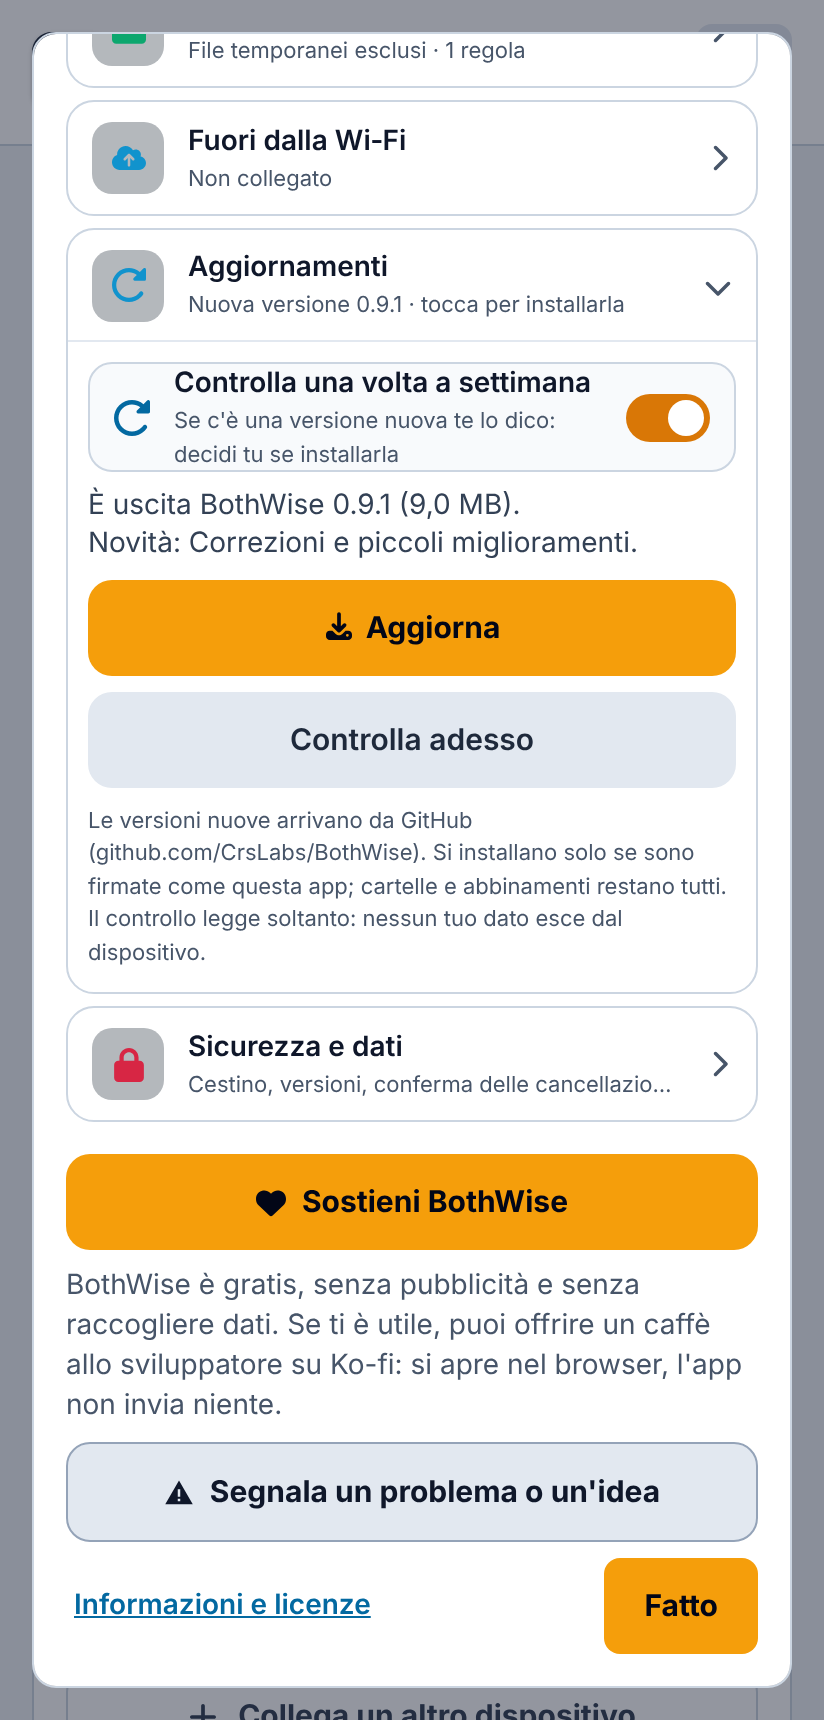 File temporanei esclusi · 1 regola
Fuori dalla Wi-Fi
Non collegato
Aggiornamenti
Nuova versione 0.9.1 · tocca per installarla
Controlla una volta a settimana
Se c'è una versione nuova te lo dico:
decidi tu se installarla
È uscita BothWise 0.9.1 (9,0 MB).
Novità: Correzioni e piccoli miglioramenti.
Aggiorna
Controlla adesso
Le versioni nuove arrivano da GitHub
(github.com/CrsLabs/BothWise). Si installano solo se sono
firmate come questa app; cartelle e abbinamenti restano tutti.
Il controllo legge soltanto: nessun tuo dato esce dal
dispositivo.
Sicurezza e dati
Cestino, versioni, conferma delle cancellazio...
Sostieni BothWise
BothWise è gratis, senza pubblicità e senza
raccogliere dati. Se ti è utile, puoi offrire un caffè
allo sviluppatore su Ko-fi: si apre nel browser, l'app
non invia niente.
Segnala un problema o un'idea
Informazioni e licenze
Fatto
Collega un altro dispositivo